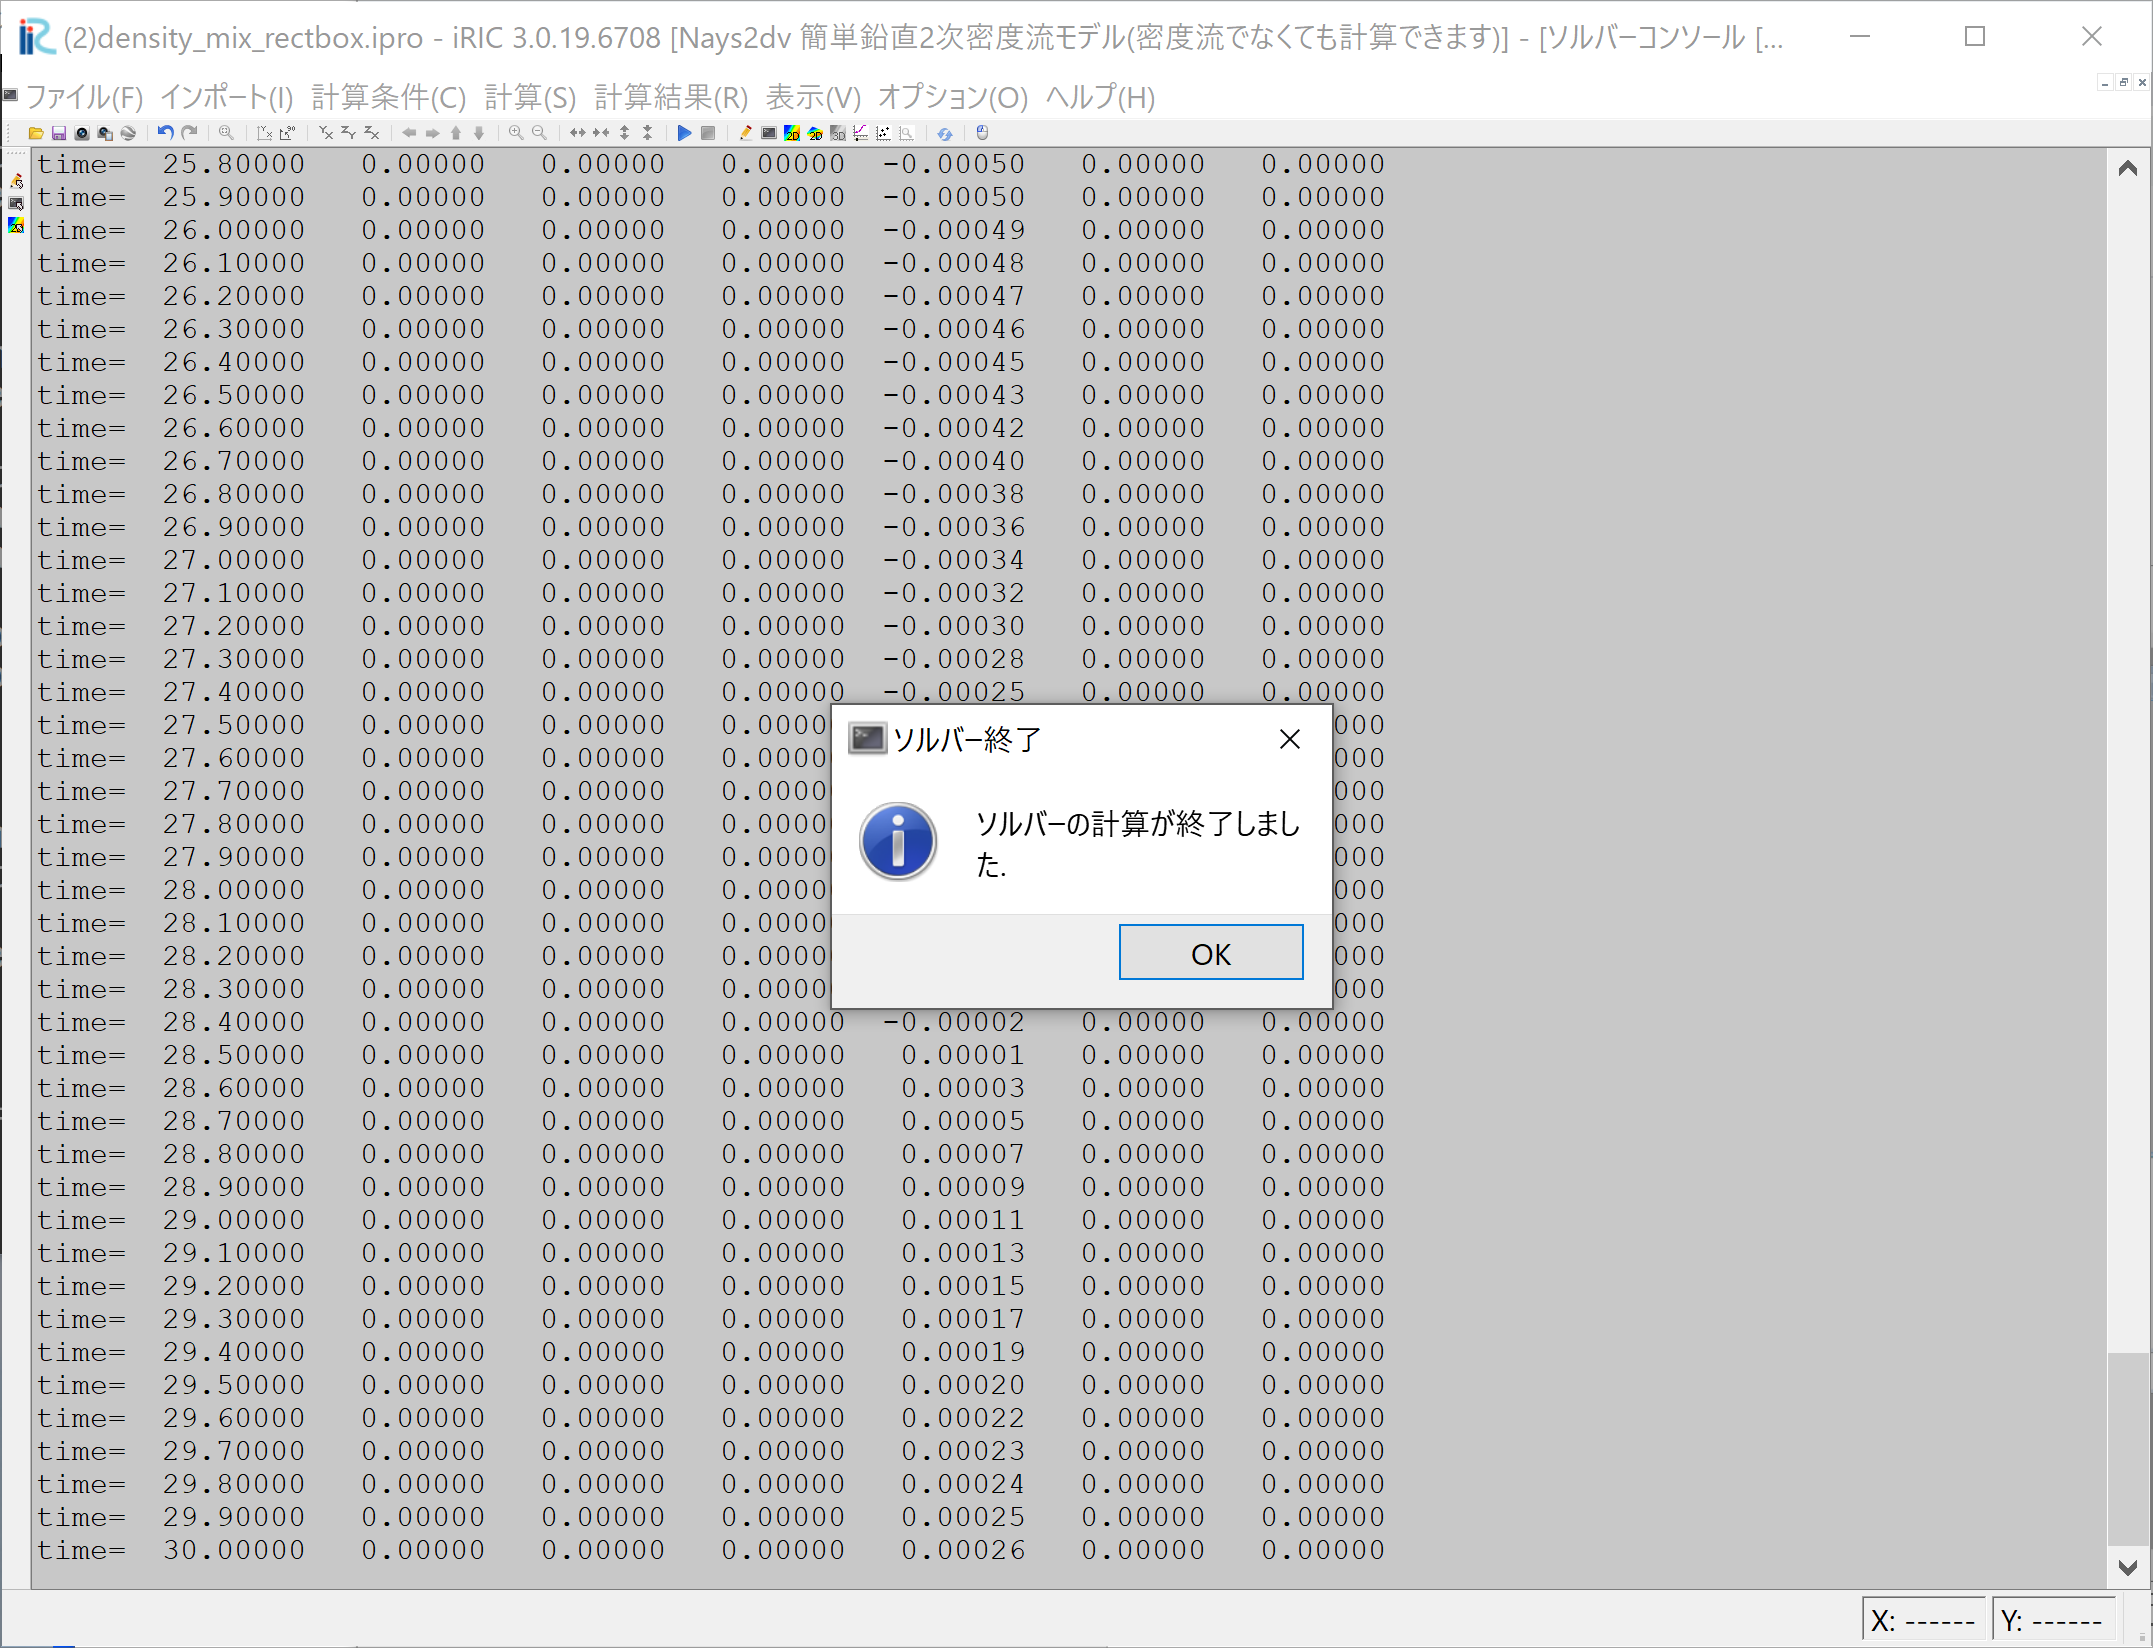 (2)density_mix_rectbox.ipro - iRIC 3.0.19.6708 [Nays2dv 簡単鉛直2次密度流モデル(密度流でなくても計算できます)] - [ソルバーコンソール [...
ファイル(F) インポート(I) 計算条件(C) 計算(S) 計算結果(R) 表示(V) オプション(O) ヘルプ(H)
time= 25.80000 0.00000 0.00000 0.00000 -0.00050 0.00000 0.00000
time= 25.90000 0.00000 0.00000 0.00000 -0.00050 0.00000 0.00000
time= 26.00000 0.00000 0.00000 0.00000 -0.00049 0.00000 0.00000
time= 26.10000 0.00000 0.00000 0.00000 -0.00048 0.00000 0.00000
time= 26.20000 0.00000 0.00000 0.00000 -0.00047 0.00000 0.00000
time= 26.30000 0.00000 0.00000 0.00000 -0.00046 0.00000 0.00000
time= 26.40000 0.00000 0.00000 0.00000 -0.00045 0.00000 0.00000
time= 26.50000 0.00000 0.00000 0.00000 -0.00043 0.00000 0.00000
time= 26.60000 0.00000 0.00000 0.00000 -0.00042 0.00000 0.00000
time= 26.70000 0.00000 0.00000 0.00000 -0.00040 0.00000 0.00000
time= 26.80000 0.00000 0.00000 0.00000 -0.00038 0.00000 0.00000
time= 26.90000 0.00000 0.00000 0.00000 -0.00036 0.00000 0.00000
time= 27.00000 0.00000 0.00000 0.00000 -0.00034 0.00000 0.00000
time= 27.10000 0.00000 0.00000 0.00000 -0.00032 0.00000 0.00000
time= 27.20000 0.00000 0.00000 0.00000 -0.00030 0.00000 0.00000
time= 27.30000 0.00000 0.00000 0.00000 -0.00028 0.00000 0.00000
time= 27.40000 0.00000 0.00000 0.00000 -0.00025 0.00000 0.00000
time= 27.50000 0.00000 0.00000 0.0000 000
time= 27.60000 0.00000 0.00000 0.0000 000
time= 27.70000 0.00000 0.00000 0.0000 000
time= 27.80000 0.00000 0.00000 0.0000 000
time= 27.90000 0.00000 0.00000 0.0000 000
time= 28.00000 0.00000 0.00000 0.0000 000
time= 28.10000 0.00000 0.00000 0.0000 000
time= 28.20000 0.00000 0.00000 0.0000 000
time= 28.30000 0.00000 0.00000 0.0000 000
time= 28.40000 0.00000 0.00000 0.00000 -0.00002 0.00000 0.00000
time= 28.50000 0.00000 0.00000 0.00000 0.00001 0.00000 0.00000
time= 28.60000 0.00000 0.00000 0.00000 0.00003 0.00000 0.00000
time= 28.70000 0.00000 0.00000 0.00000 0.00005 0.00000 0.00000
time= 28.80000 0.00000 0.00000 0.00000 0.00007 0.00000 0.00000
time= 28.90000 0.00000 0.00000 0.00000 0.00009 0.00000 0.00000
time= 29.00000 0.00000 0.00000 0.00000 0.00011 0.00000 0.00000
time= 29.10000 0.00000 0.00000 0.00000 0.00013 0.00000 0.00000
time= 29.20000 0.00000 0.00000 0.00000 0.00015 0.00000 0.00000
time= 29.30000 0.00000 0.00000 0.00000 0.00017 0.00000 0.00000
time= 29.40000 0.00000 0.00000 0.00000 0.00019 0.00000 0.00000
time= 29.50000 0.00000 0.00000 0.00000 0.00020 0.00000 0.00000
time= 29.60000 0.00000 0.00000 0.00000 0.00022 0.00000 0.00000
time= 29.70000 0.00000 0.00000 0.00000 0.00023 0.00000 0.00000
time= 29.80000 0.00000 0.00000 0.00000 0.00024 0.00000 0.00000
time= 29.90000 0.00000 0.00000 0.00000 0.00025 0.00000 0.00000
time= 30.00000 0.00000 0.00000 0.00000 0.00026 0.00000 0.00000
ソルバー終了
ソルバーの計算が終了しまし
た.
OK
X: ------ Y: ------